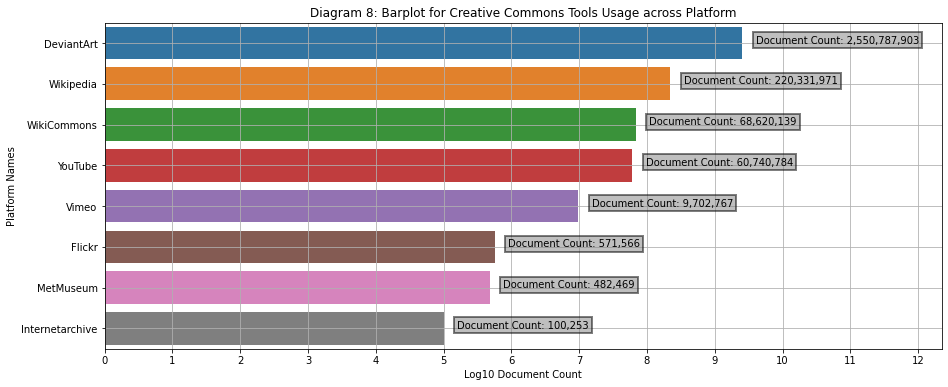 Diagram 8: Barplot for Creative Commons Tools Usage across Platform
DeviantArt
Document Count: 2,550,787,903
Wikipedia
Document Count: 220,331,971
WikiCommons
Document Count: 68,620,139
YouTube
Document Count: 60,740,784
Vimeo
Document Count: 9,702,767
Flickr
Document Count: 571,566
MetMuseum
Document Count: 482,469
Internetarchive
Document Count: 100,253
Platform Names
0 1 2 3 4 5 6 7 8 9 10 11 12
Log10 Document Count